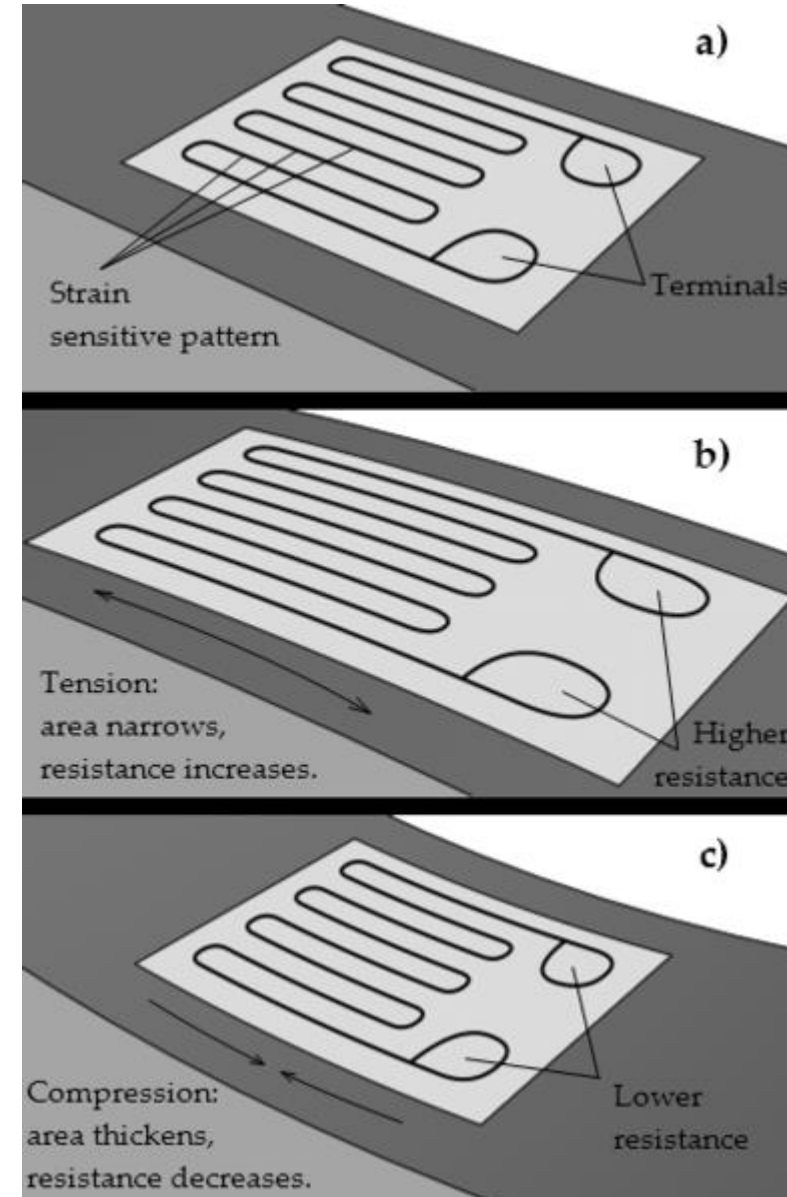 a)
Strain
sensitive pattern
Terminals
b)
Tension:
area narrows,
resistance increases.
Higher
resistance
c)
Compression:
area thickens,
resistance decreases.
Lower
resistance